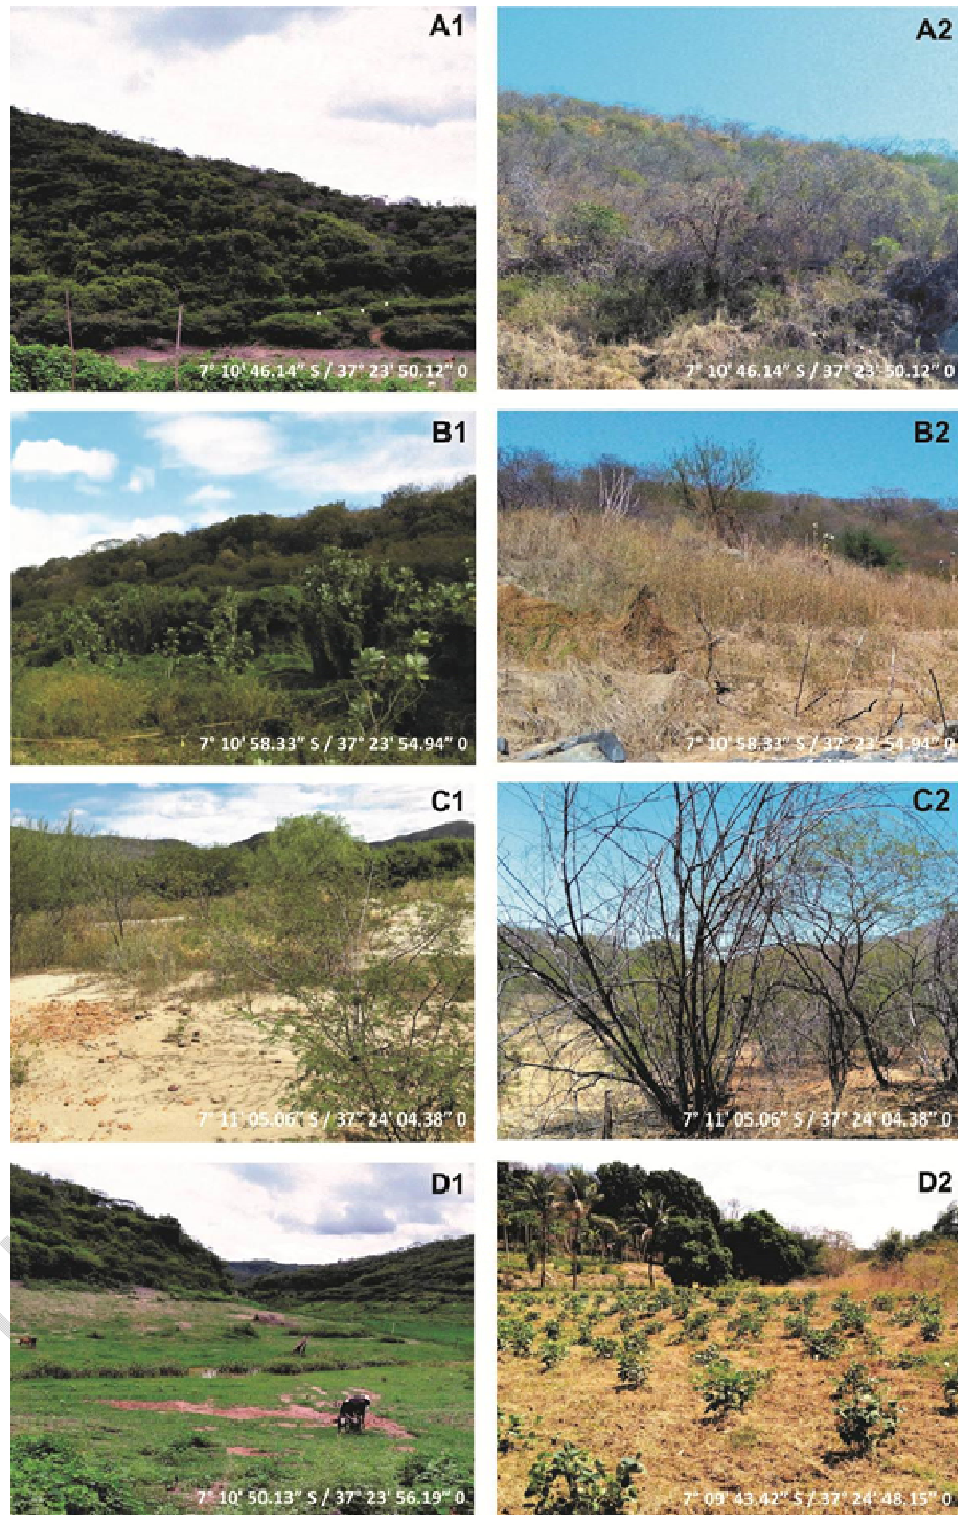 A1
7° 10' 46.14" S / 37° 23' 50.12" O
A2
7° 10' 46.14" S / 37° 23' 50.12" O
B1
7° 10' 58.33" S / 37° 23' 54.94" O
B2
7° 10' 58.33" S / 37° 23' 54.94" O
C1
7° 11' 05.06" S / 37° 24' 04.38" O
C2
7° 11' 05.06" S / 37° 24' 04.38" O
D1
7° 10' 50.13" S / 37° 23' 56.19" O
D2
7° 09' 43.42" S / 37° 24' 48.15" O